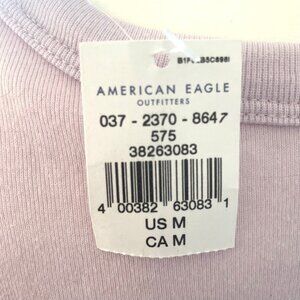 AMERICAN EAGLE
OUTFITTERS
037 - 2370 - 8647
575
38263083
4 00382 63083 1
US M
CA M